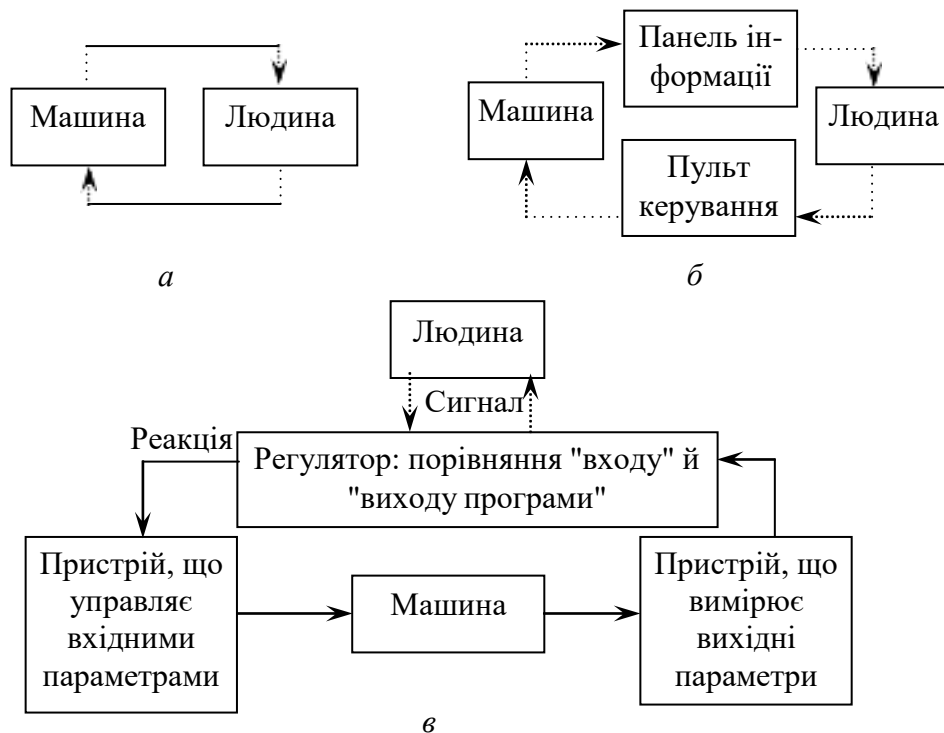 Машина
Людина
а
Панель ін-
формації
Машина
Людина
Пульт
керування
б
Людина
Сигнал
Реакція
Регулятор: порівняння "входу" й
"виходу програми"
Пристрій, що
управляє
вхідними
параметрами
Машина
Пристрій, що
вимірює
вихідні
параметри
в